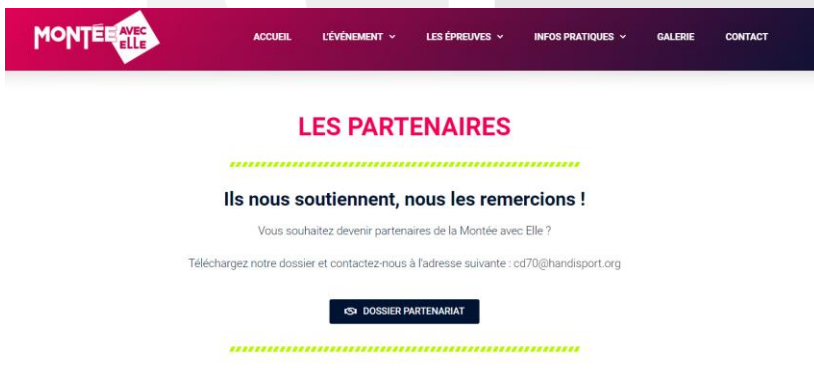 MONTÉE AVEC ELLE
ACCUEIL L'ÉVÉNEMENT LES ÉPREUVES INFOS PRATIQUES GALERIE CONTACT
LES PARTENAIRES
Ils nous soutiennent, nous les remercions !
Vous souhaitez devenir partenaires de la Montée avec Elle ?
Téléchargez notre dossier et contactez-nous à l'adresse suivante : cd70@handisport.org
DOSSIER PARTENARIAT